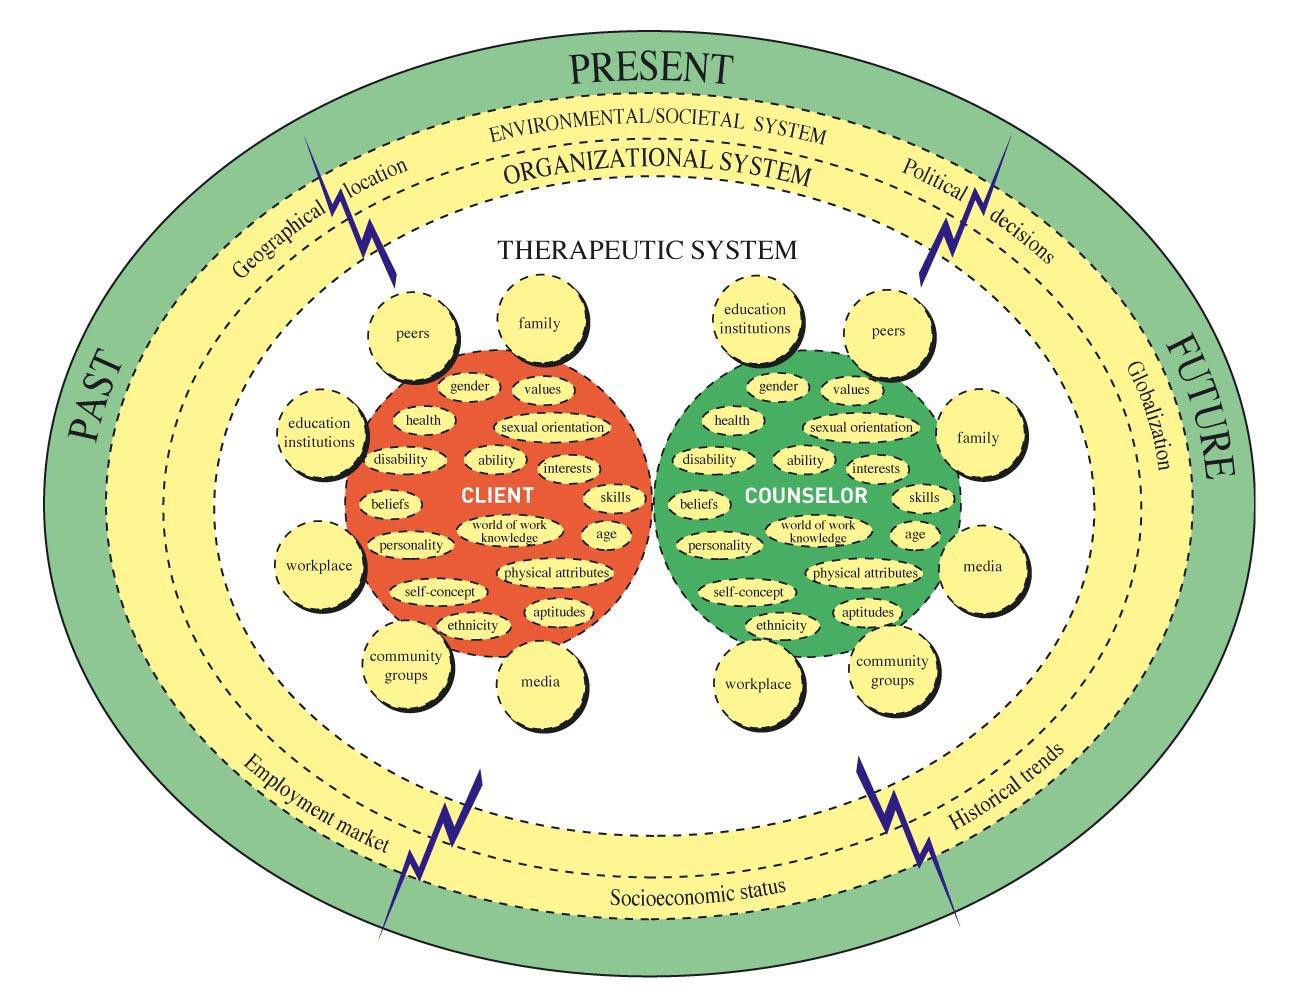 PRESENT
ENVIRONMENTAL/SOCIETAL SYSTEM
ORGANIZATIONAL SYSTEM
Geographical location
Political decisions
THERAPEUTIC SYSTEM
PAST
FUTURE
Globalization
peers
family
education
institutions
workplace
community
groups
media
gender
values
health
sexual orientation
disability
ability
interests
CLIENT
skills
beliefs
world of work
knowledge
age
personality
physical attributes
self-concept
aptitudes
ethnicity
education
institutions
peers
family
media
workplace
community
groups
gender
values
health
sexual orientation
disability
ability
interests
COUNSELOR
skills
beliefs
world of work
knowledge
age
personality
physical attributes
self-concept
aptitudes
ethnicity
Employment market
Socioeconomic status
Historical trends